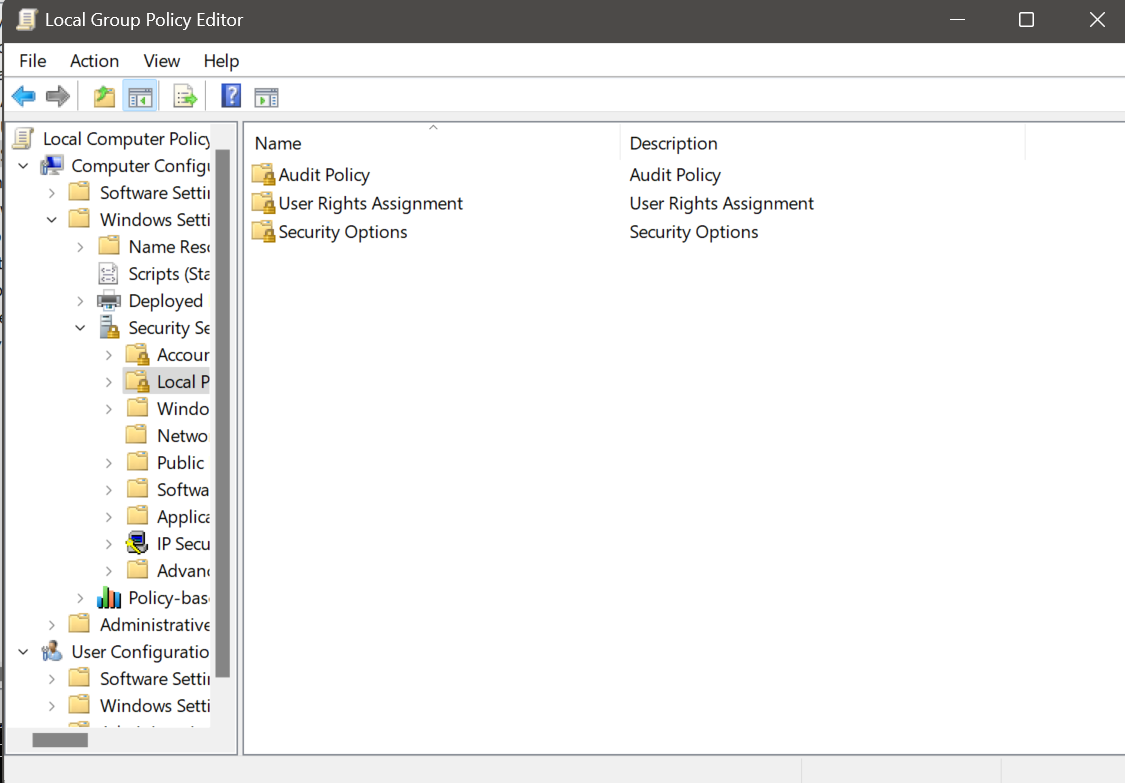 Local Group Policy Editor
File Action View Help
Local Computer Policy
Computer Configu
Software Settin
Windows Setti
Name Reso
Scripts (Sta
Deployed
Security Se
Accour
Local P
Windo
Netwo
Public
Softwa
Applica
IP Secu
Advanc
Policy-bas
Administrative
User Configuratio
Software Settin
Windows Setti
Name Description
Audit Policy Audit Policy
User Rights Assignment User Rights Assignment
Security Options Security Options